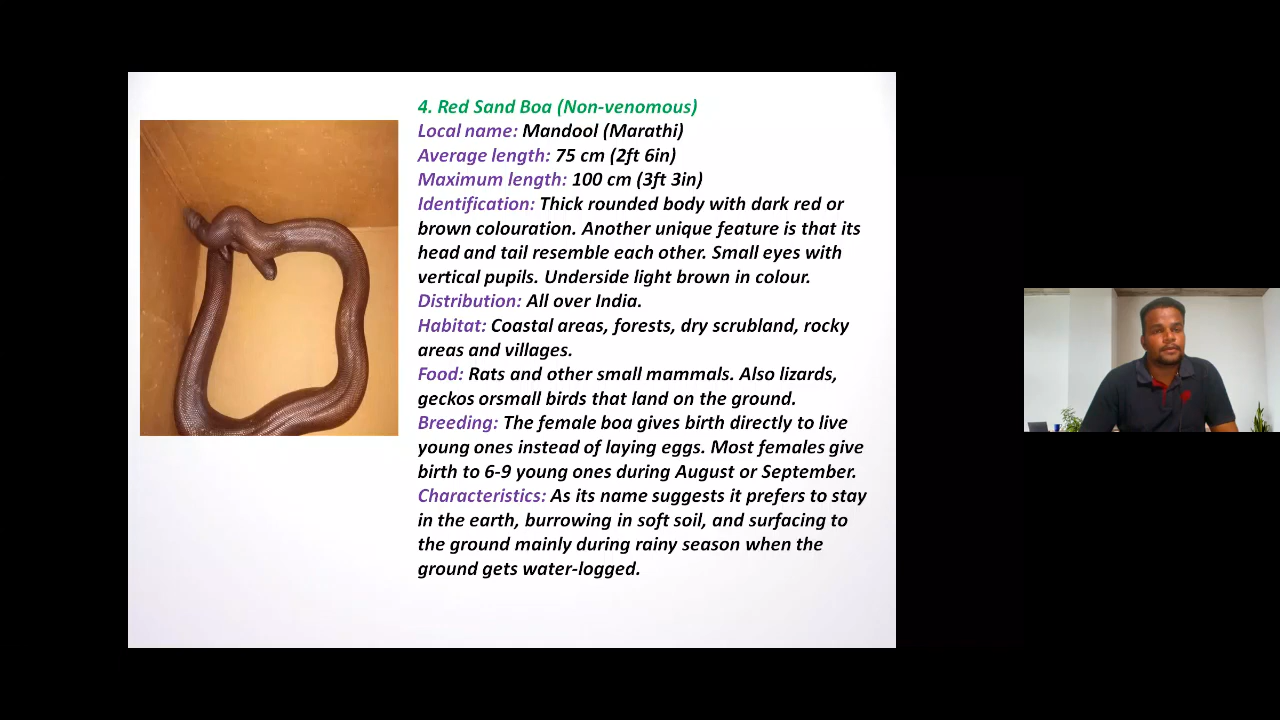 4. Red Sand Boa (Non-venomous)
Local name: Mandool (Marathi)
Average length: 75 cm (2ft 6in)
Maximum length: 100 cm (3ft 3in)
Identification: Thick rounded body with dark red or
brown colouration. Another unique feature is that its
head and tail resemble each other. Small eyes with
vertical pupils. Underside light brown in colour.
Distribution: All over India.
Habitat: Coastal areas, forests, dry scrubland, rocky
areas and villages.
Food: Rats and other small mammals. Also lizards,
geckos orsmall birds that land on the ground.
Breeding: The female boa gives birth directly to live
young ones instead of laying eggs. Most females give
birth to 6-9 young ones during August or September.
Characteristics: As its name suggests it prefers to stay
in the earth, burrowing in soft soil, and surfacing to
the ground mainly during rainy season when the
ground gets water-logged.